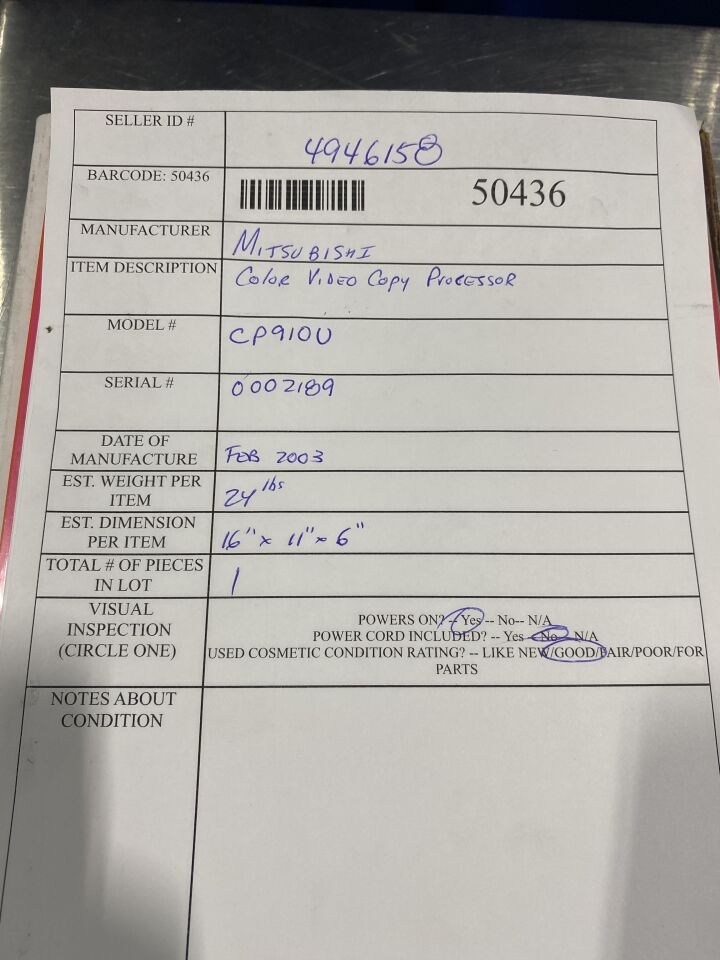 SELLER ID #
4946158
BARCODE: 50436
50436
MANUFACTURER
MITSUBISHI
ITEM DESCRIPTION
Color Video Copy Processor
MODEL #
CP910U
SERIAL #
0002189
DATE OF
MANUFACTURE
FEB 2003
EST. WEIGHT PER
ITEM
24 lbs
EST. DIMENSION
PER ITEM
16" x 11" x 6"
TOTAL # OF PIECES
IN LOT
1
VISUAL
INSPECTION
(CIRCLE ONE)
POWERS ON? -- Yes -- No-- N/A
POWER CORD INCLUDED? -- Yes -- No -- N/A
USED COSMETIC CONDITION RATING? -- LIKE NEW/GOOD/FAIR/POOR/FOR
PARTS
NOTES ABOUT
CONDITION